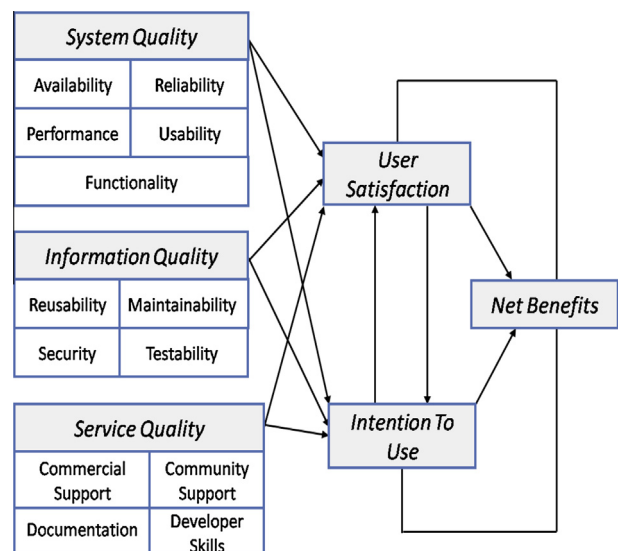 System Quality
Availability
Reliability
Performance
Usability
Functionality
Information Quality
Reusability
Maintainability
Security
Testability
Service Quality
Commercial
Support
Community
Support
Documentation
Developer
Skills
User
Satisfaction
Intention To
Use
Net Benefits